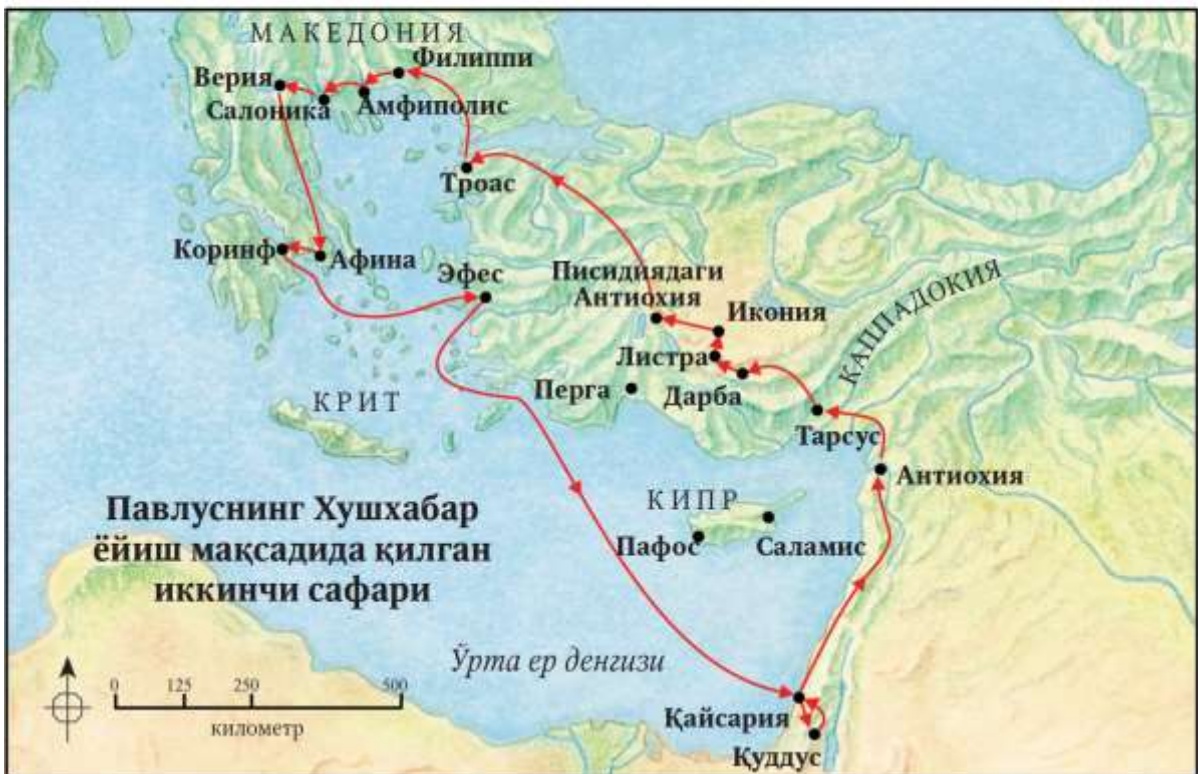 МАКЕДОНИЯ
Филиппи
Верия
Амфиполис
Салоника
Троас
Коринф
Афина
Эфес
Писидиядаги
Антиохия
Икония
КАППАДОКИЯ
Листра
Дарба
Перга
Тарсус
КРИТ
Антиохия
КИПР
Пафос
Саламис
Павлуснинг Хушхабар
ёйиш мақсадида қилган
иккинчи сафари
Ўрта ер денгизи
0 125 250 500
километр
Қайсария
Қуддус